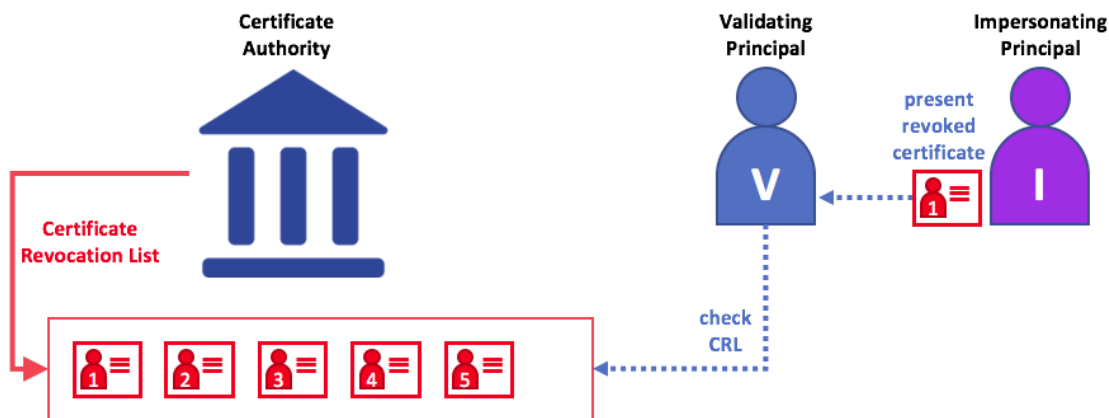 Certificate
Authority
Validating
Principal
Impersonating
Principal
present
revoked
certificate
V
1
I
Certificate
Revocation List
check
CRL
1
2
3
4
5